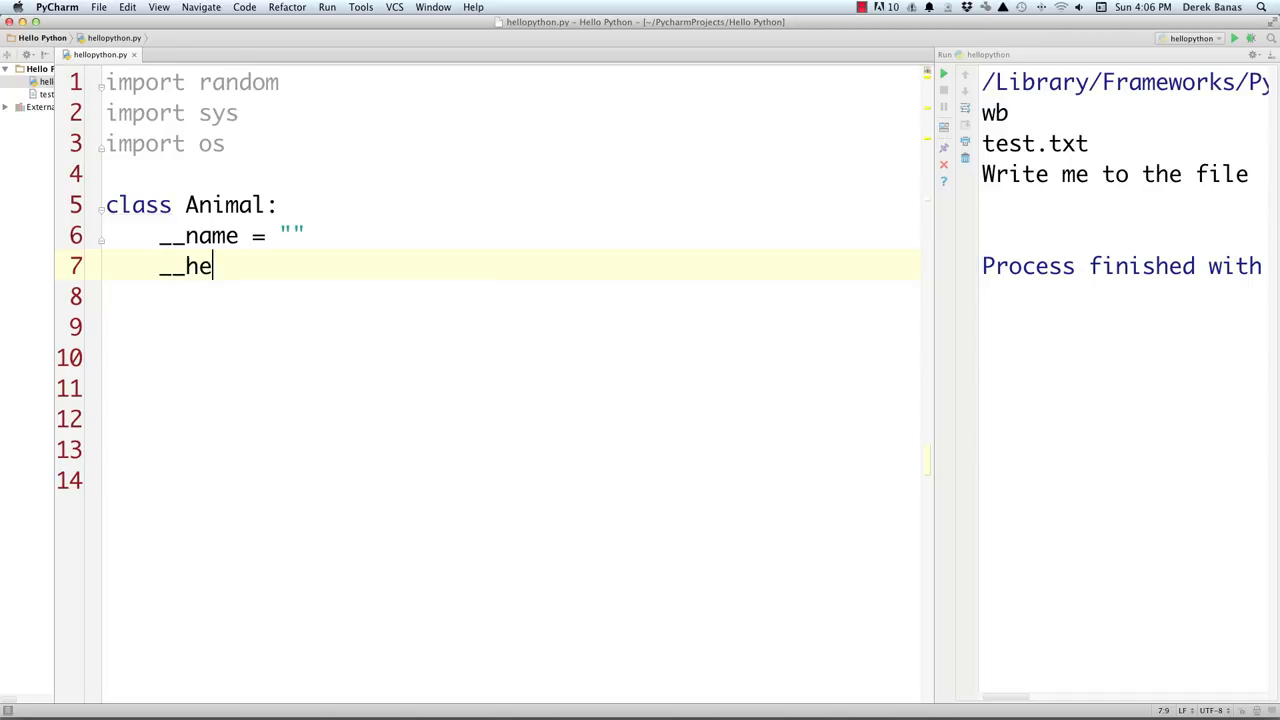 PyCharm File Edit View Navigate Code Refactor Run Tools VCS Window Help 10 Sun 4:06 PM Derek Banas
hellopython.py - Hello Python - [~/PycharmProjects/Hello Python]
Hello Python hellopython.py hellopython
hellopython.py Run hellopython
Hello F
hell
test
Extern
1 import random
2 import sys
3 import os
4
5 class Animal:
6 __name = ""
7 __he
8
9
10
11
12
13
14
/Library/Frameworks/Py
wb
test.txt
Write me to the file
Process finished with
7:9 LF UTF-8